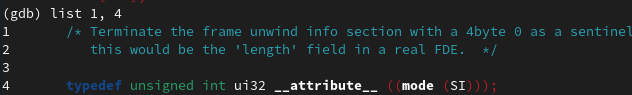 (gdb) list 1, 4
1       /* Terminate the frame unwind info section with a 4byte 0 as a sentinel
2          this would be the 'length' field in a real FDE.  */
3
4       typedef unsigned int ui32 __attribute__ ((mode (SI)));